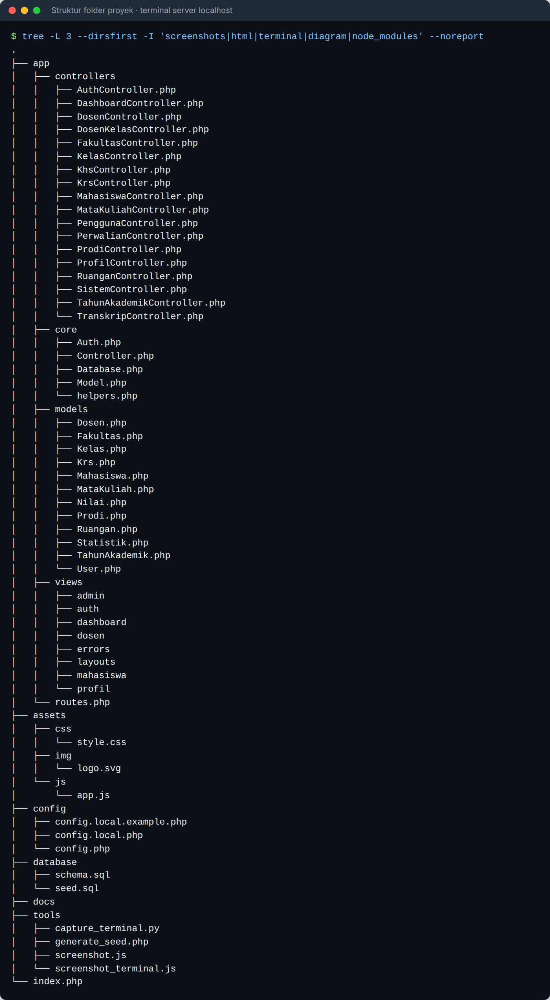 Struktur folder proyek · terminal server localhost
$ tree -L 3 --dirsfirst -I 'screenshots|html|terminal|diagram|node_modules' --noreport
.
├── app
│   ├── controllers
│   │   ├── AuthController.php
│   │   ├── DashboardController.php
│   │   ├── DosenController.php
│   │   ├── DosenKelasController.php
│   │   ├── FakultasController.php
│   │   ├── KelasController.php
│   │   ├── KhsController.php
│   │   ├── KrsController.php
│   │   ├── MahasiswaController.php
│   │   ├── MataKuliahController.php
│   │   ├── PenggunaController.php
│   │   ├── PerwalianController.php
│   │   ├── ProdiController.php
│   │   ├── ProfilController.php
│   │   ├── RuanganController.php
│   │   ├── SistemController.php
│   │   ├── TahunAkademikController.php
│   │   └── TranskripController.php
│   ├── core
│   │   ├── Auth.php
│   │   ├── Controller.php
│   │   ├── Database.php
│   │   ├── Model.php
│   │   └── helpers.php
│   ├── models
│   │   ├── Dosen.php
│   │   ├── Fakultas.php
│   │   ├── Kelas.php
│   │   ├── Krs.php
│   │   ├── Mahasiswa.php
│   │   ├── MataKuliah.php
│   │   ├── Nilai.php
│   │   ├── Prodi.php
│   │   ├── Ruangan.php
│   │   ├── Statistik.php
│   │   ├── TahunAkademik.php
│   │   └── User.php
│   ├── views
│   │   ├── admin
│   │   ├── auth
│   │   ├── dashboard
│   │   ├── dosen
│   │   ├── errors
│   │   ├── layouts
│   │   ├── mahasiswa
│   │   └── profil
│   └── routes.php
├── assets
│   ├── css
│   │   └── style.css
│   ├── img
│   │   └── logo.svg
│   └── js
│       └── app.js
├── config
│   ├── config.local.example.php
│   ├── config.local.php
│   └── config.php
├── database
│   ├── schema.sql
│   └── seed.sql
├── docs
├── tools
│   ├── capture_terminal.py
│   ├── generate_seed.php
│   ├── screenshot.js
│   └── screenshot_terminal.js
└── index.php